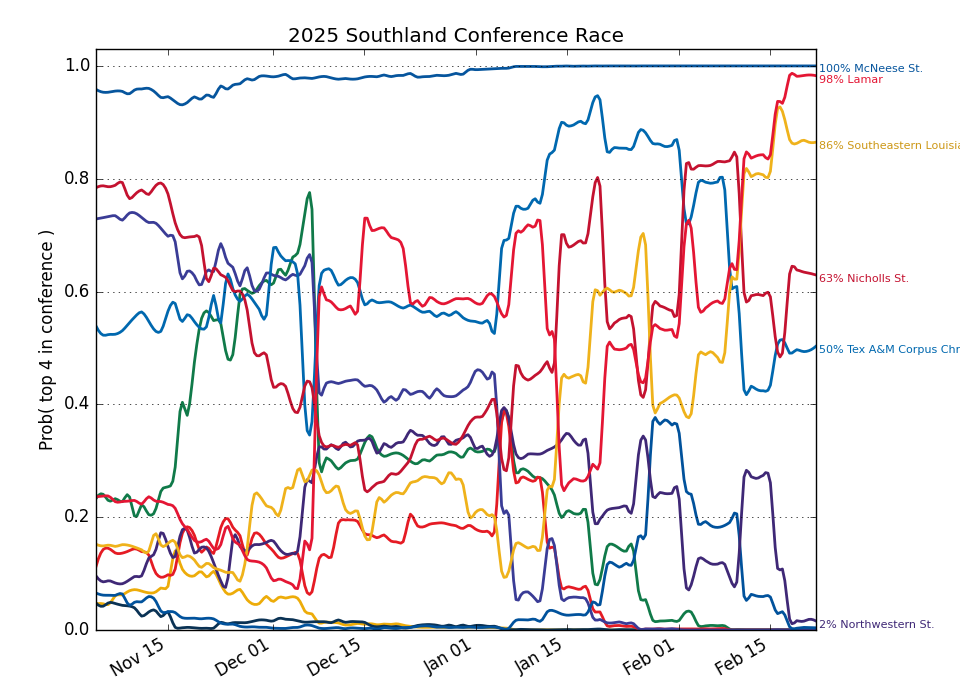 2025 Southland Conference Race
Prob( top 4 in conference )
1.0
0.8
0.6
0.4
0.2
0.0
100% McNeese St.
98% Lamar
86% Southeastern Louisia
63% Nicholls St.
50% Tex A&M Corpus Chr
2% Northwestern St.
Nov 15
Dec 01
Dec 15
Jan 01
Jan 15
Feb 01
Feb 15